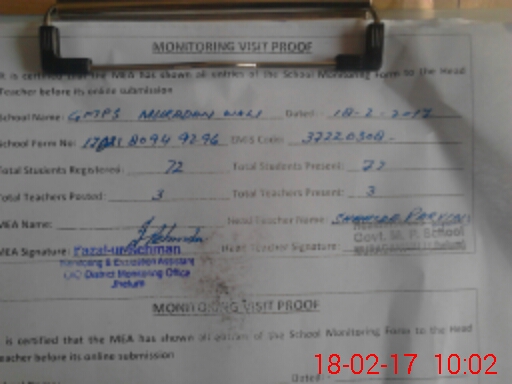 MONITORING VISIT PROOF
It is certified that the MEA has shown all entries of the School Monitoring Form to the Head
Teacher before its online submission
School Name: GMPS MURADAN WALI Dated: 18-2-2017
School Form No: 8094 9296 EMIS Code: 37220308
Total Students Registered: 72 Total Students Present:
Total Teachers Posted: 3 Total Teachers Present: 3
MEA Name: Head Teacher Name: SHAHIDA PARVIN
MEA Signature: Head Teacher Signature:
Fazal-ur-Rehman
Monitoring & Evaluation Assistant
District Monitoring Office
Jhelum
Govt. M. P. School
MONITORING VISIT PROOF
is certified that the MEA has shown all entries of the School Monitoring Form to the Head
Teacher before its online submission
Dated:
18-02-17 10:02